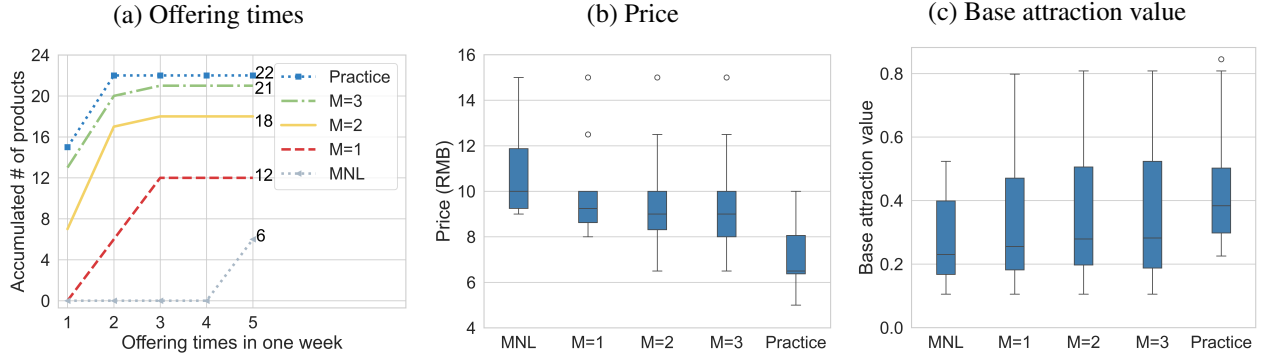 (a) Offering times
24
20
16
12
8
4
0
Accumulated # of products
1 2 3 4 5
Offering times in one week
22
21
18
12
6
Practice
M=3
M=2
M=1
MNL
(b) Price
16
14
12
10
8
6
4
Price (RMB)
MNL M=1 M=2 M=3 Practice
(c) Base attraction value
0.8
0.6
0.4
0.2
0.0
Base attraction value
MNL M=1 M=2 M=3 Practice